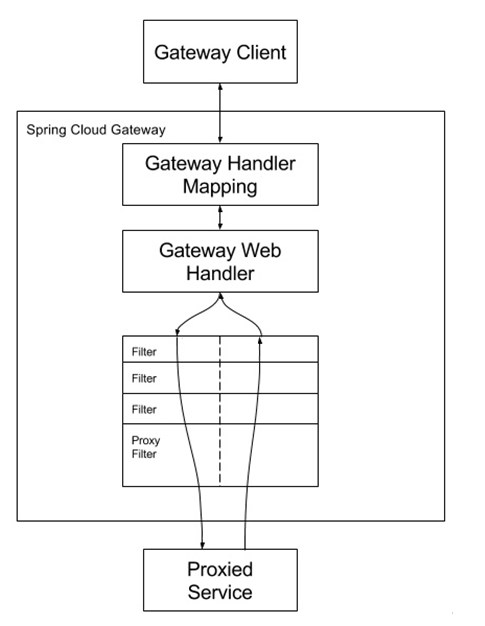 Gateway Client
Spring Cloud Gateway
Gateway Handler
Mapping
Gateway Web
Handler
Filter
Filter
Filter
Proxy
Filter
Proxied
Service